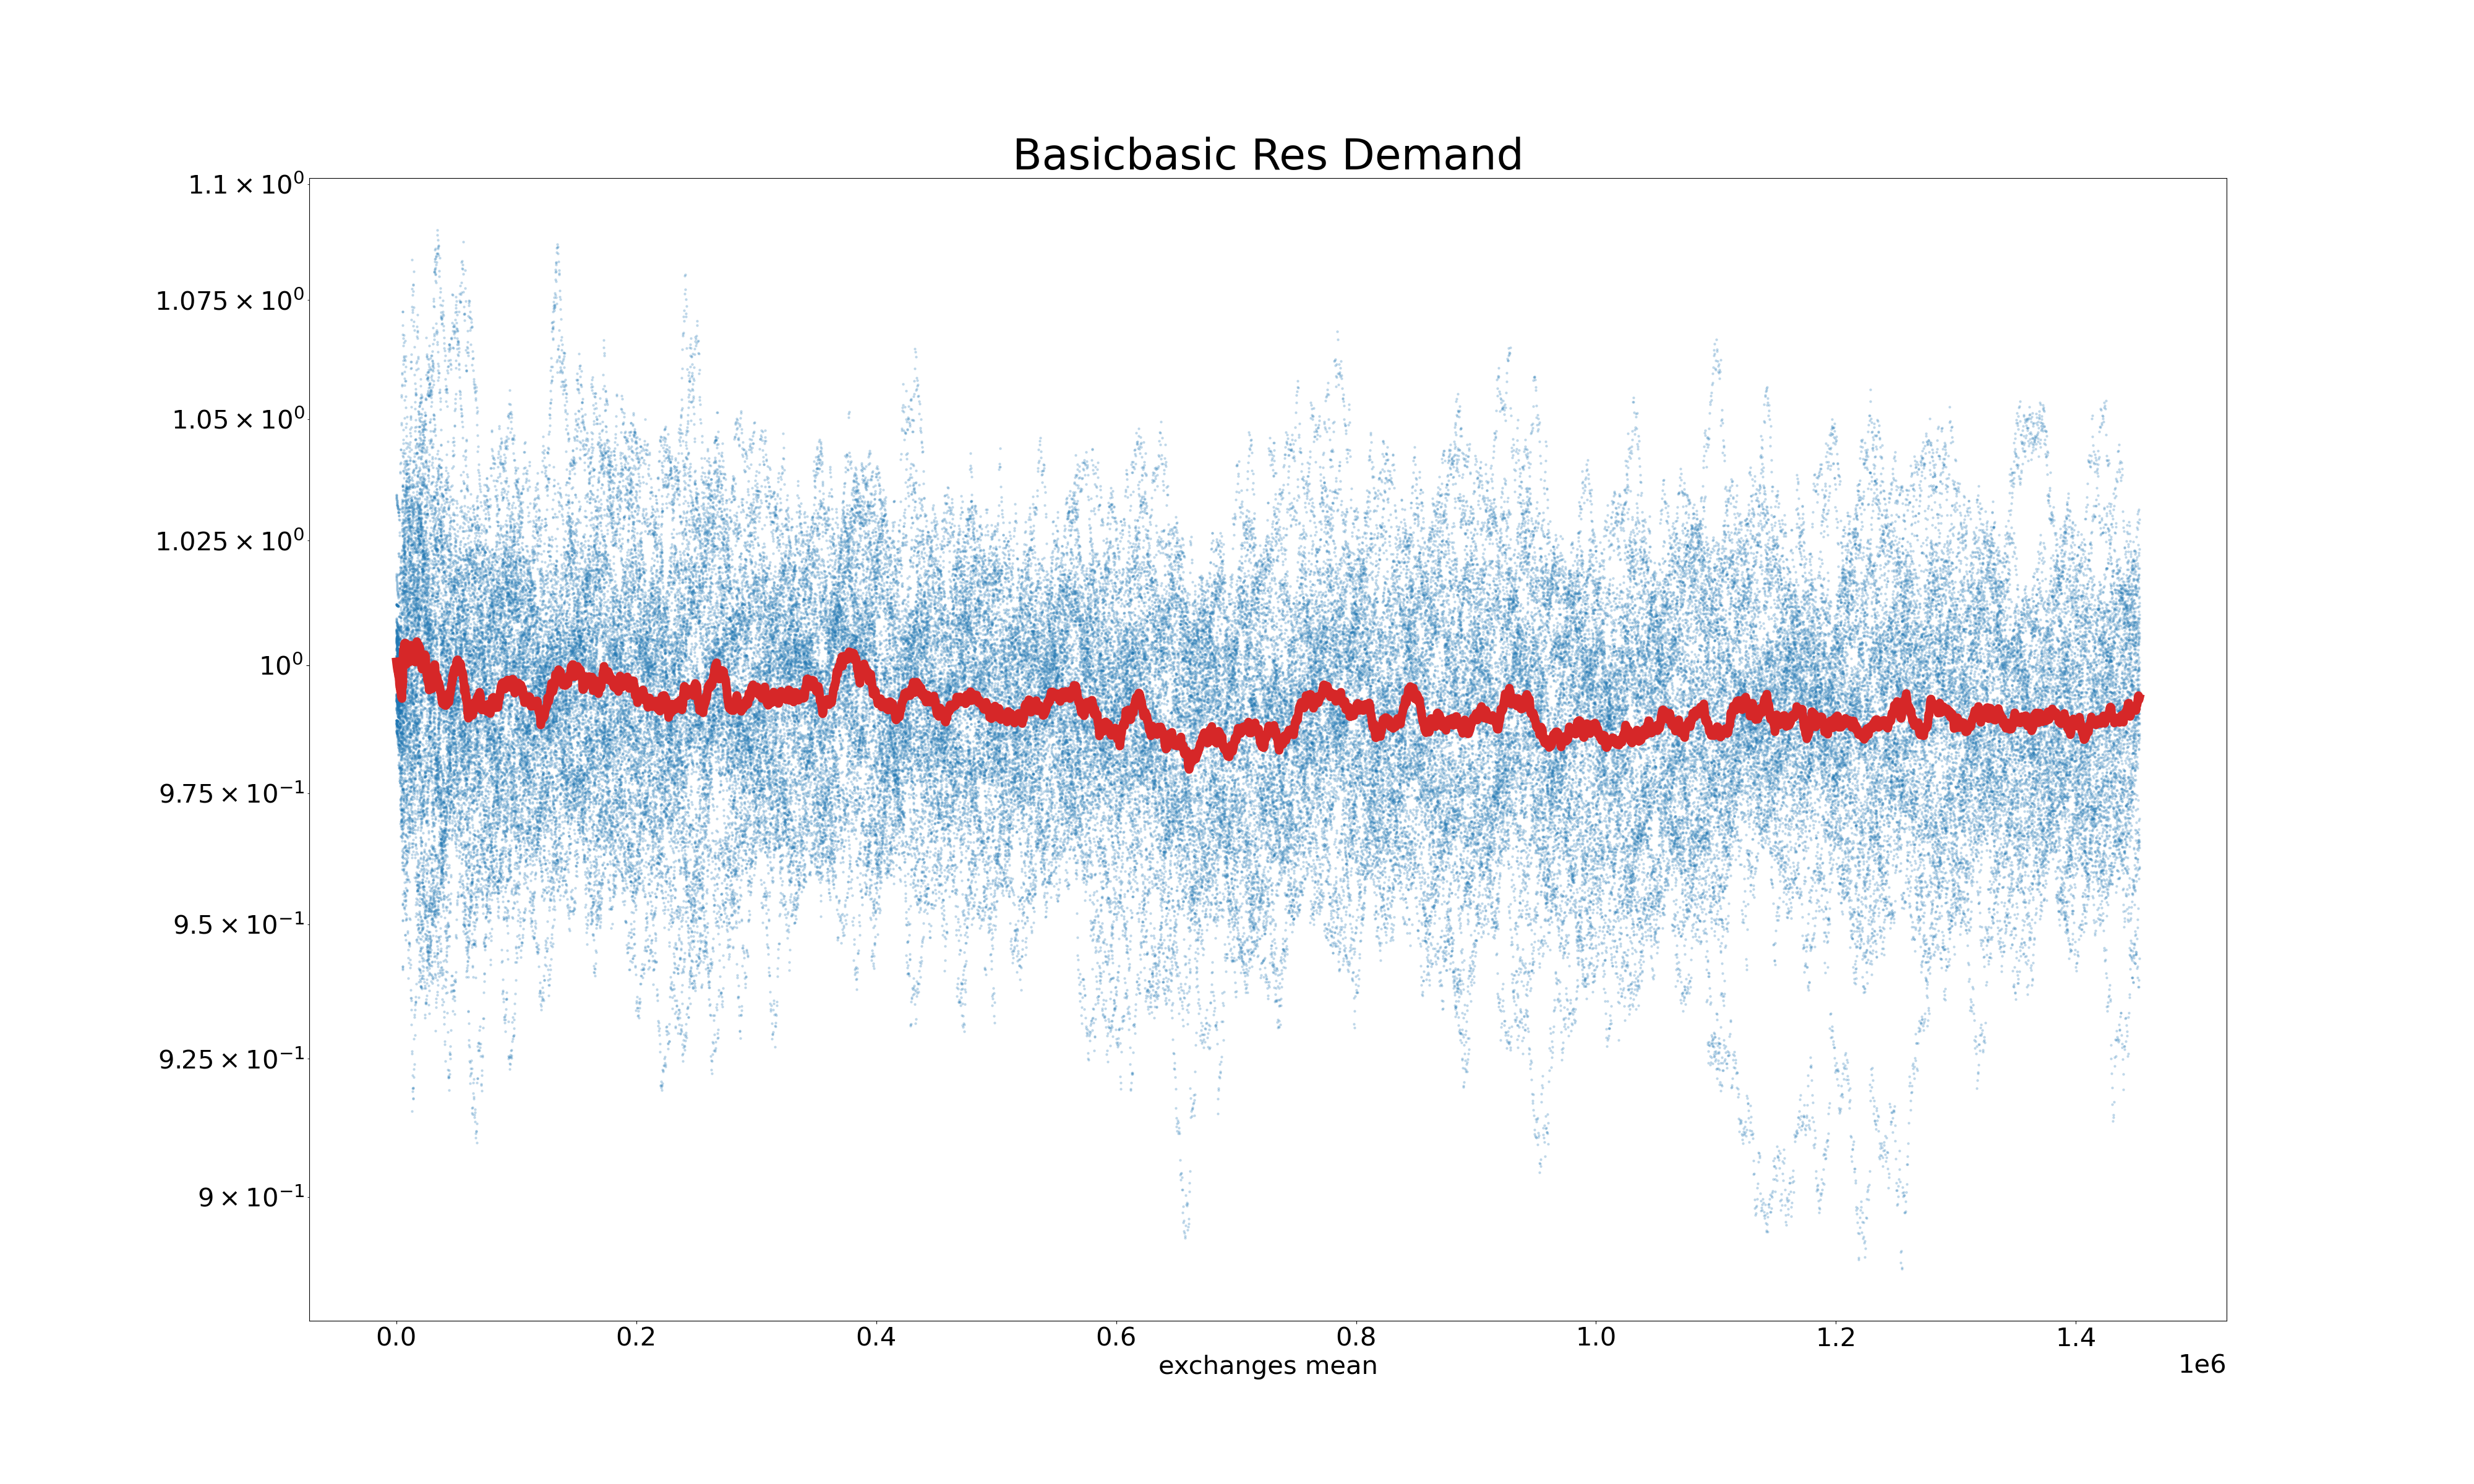 Basicbasic Res Demand
1.1 × 10⁰
1.075 × 10⁰
1.05 × 10⁰
1.025 × 10⁰
10⁰
9.75 × 10⁻¹
9.5 × 10⁻¹
9.25 × 10⁻¹
9 × 10⁻¹
0.0 0.2 0.4 0.6 0.8 1.0 1.2 1.4
exchanges mean
1e6